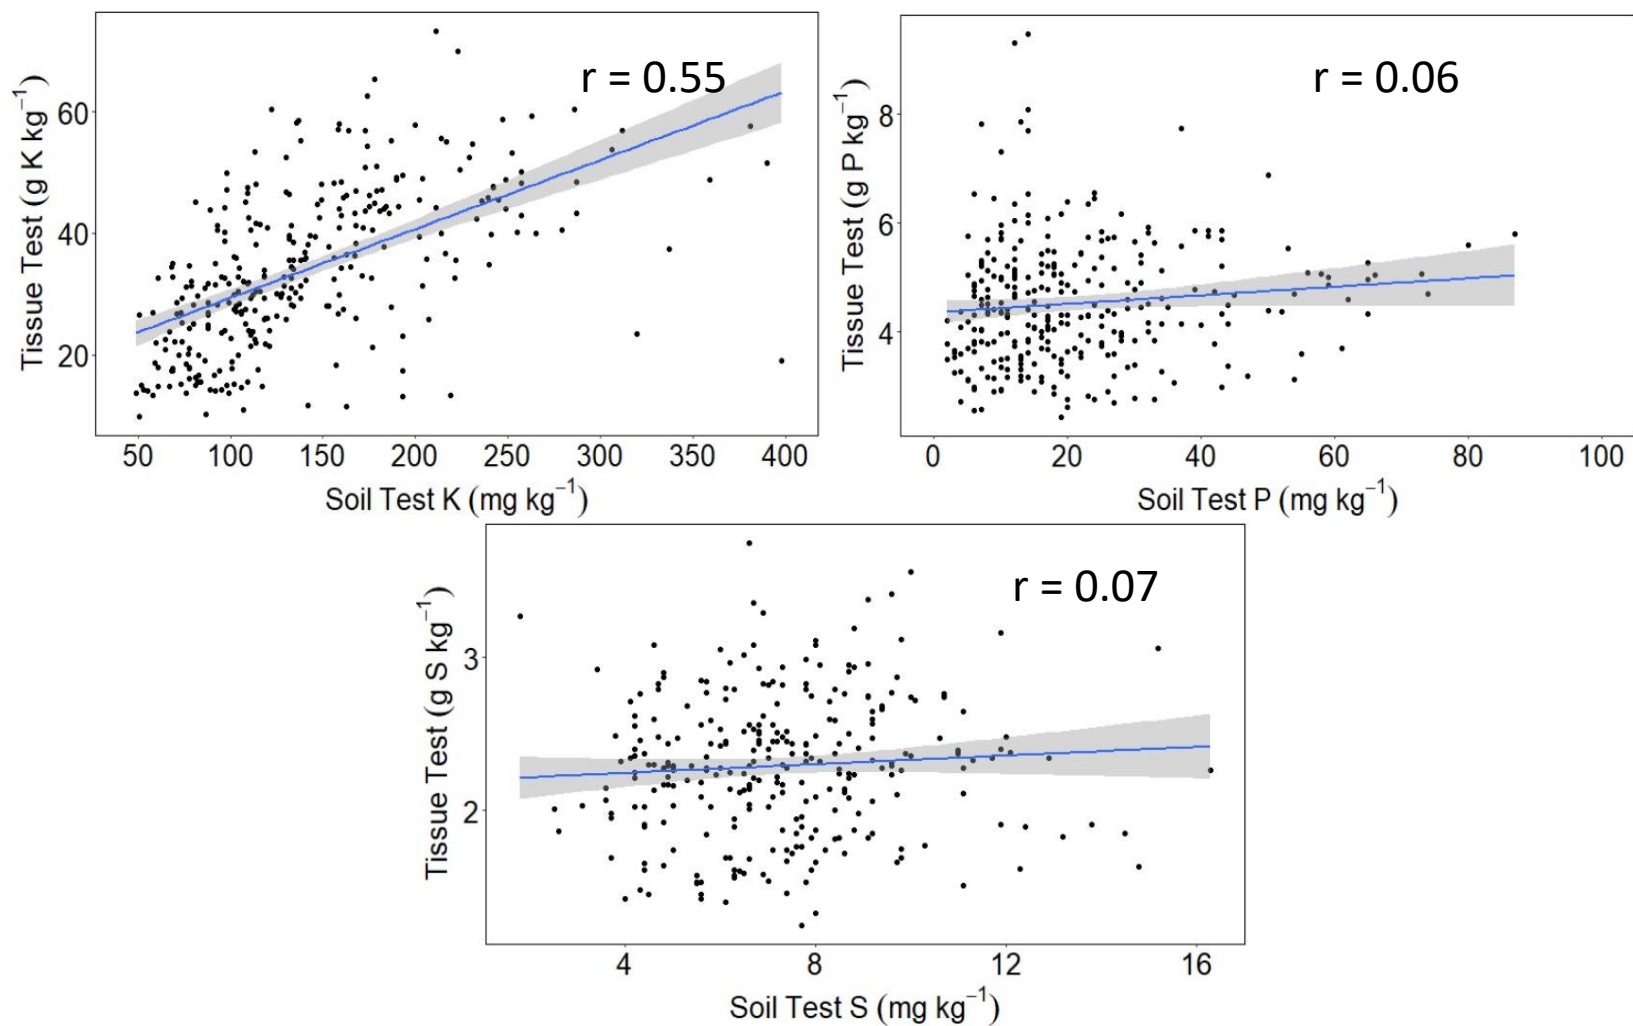 r = 0.55
Tissue Test (g K kg⁻¹)
60
40
20
50 100 150 200 250 300 350 400
Soil Test K (mg kg⁻¹)
r = 0.06
Tissue Test (g P kg⁻¹)
8
6
4
0 20 40 60 80 100
Soil Test P (mg kg⁻¹)
r = 0.07
Tissue Test (g S kg⁻¹)
3
2
4 8 12 16
Soil Test S (mg kg⁻¹)